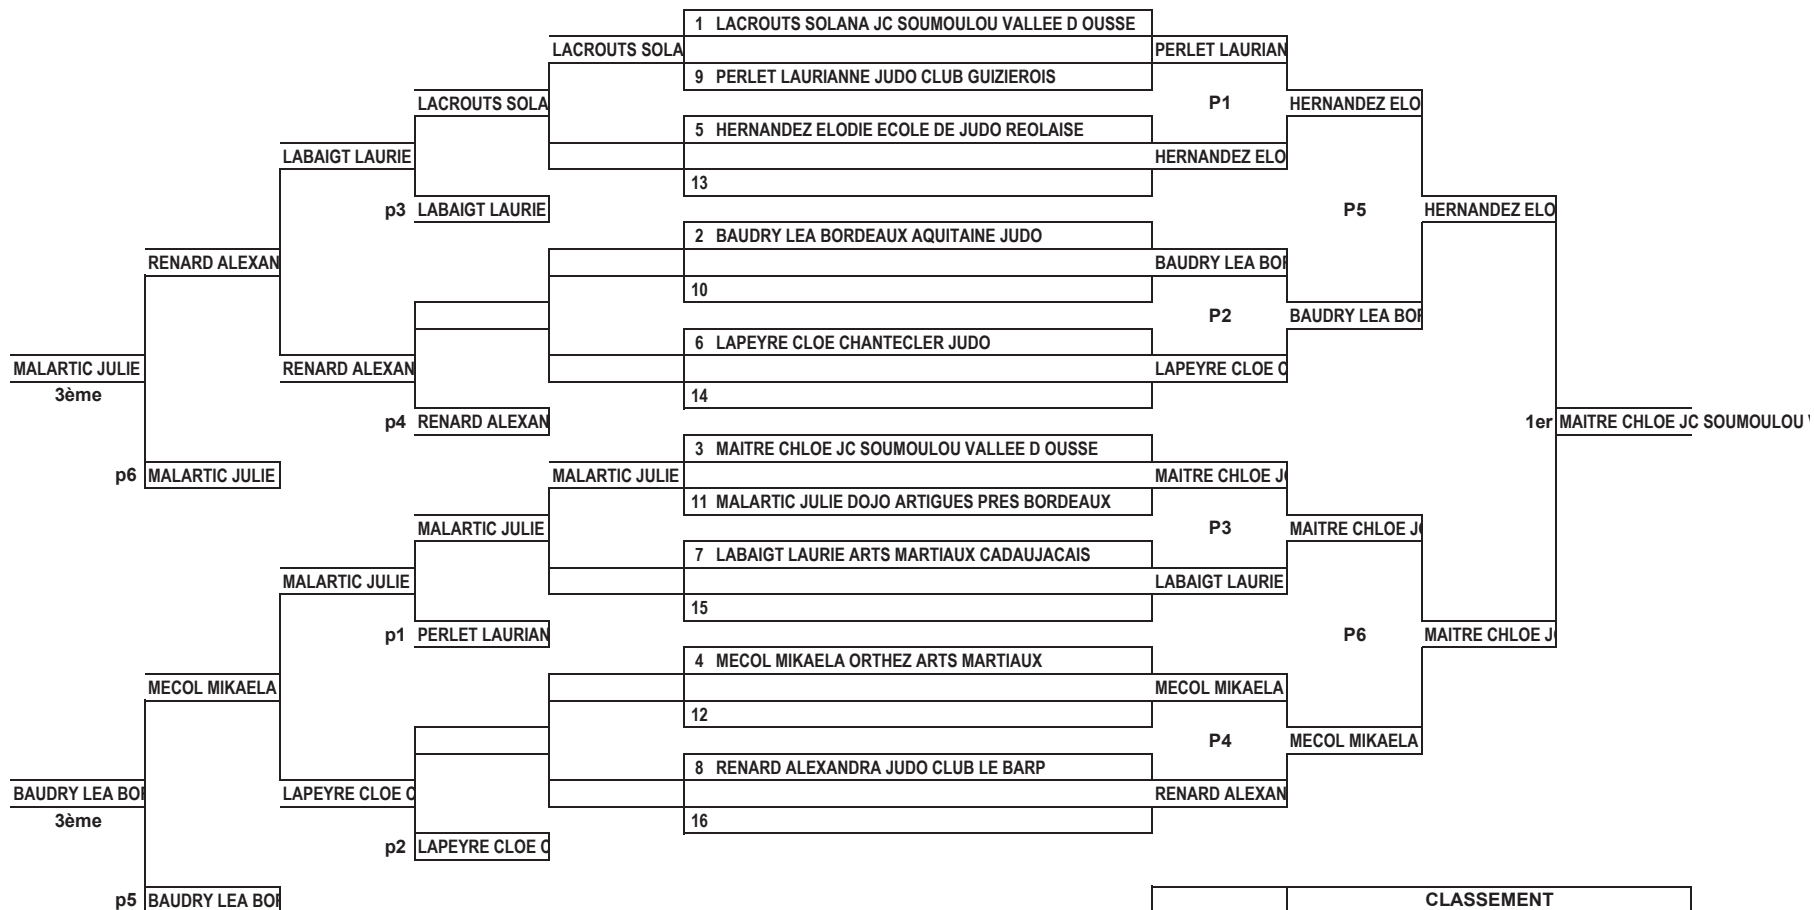 1 LACROUTS SOLANA JC SOUMOULOU VALLEE D OUSSE
LACROUTS SOLA PERLET LAURIAN
9 PERLET LAURIANNE JUDO CLUB GUIZIEROIS
LACROUTS SOLA P1 HERNANDEZ ELO
5 HERNANDEZ ELODIE ECOLE DE JUDO REOLAISE
LABAIGT LAURIE HERNANDEZ ELO
13
p3 LABAIGT LAURIE P5 HERNANDEZ ELO
2 BAUDRY LEA BORDEAUX AQUITAINE JUDO
RENARD ALEXAN BAUDRY LEA BOR
10
P2 BAUDRY LEA BOR
6 LAPEYRE CLOE CHANTECLER JUDO
MALARTIC JULIE RENARD ALEXAN LAPEYRE CLOE C
3ème 14
p4 RENARD ALEXAN 1er MAITRE CHLOE JC SOUMOULOU V
3 MAITRE CHLOE JC SOUMOULOU VALLEE D OUSSE
p6 MALARTIC JULIE MALARTIC JULIE MAITRE CHLOE JC
11 MALARTIC JULIE DOJO ARTIGUES PRES BORDEAUX
MALARTIC JULIE P3 MAITRE CHLOE JC
7 LABAIGT LAURIE ARTS MARTIAUX CADAUJACAIS
MALARTIC JULIE LABAIGT LAURIE
15
p1 PERLET LAURIAN P6 MAITRE CHLOE JC
4 MECOL MIKAELA ORTHEZ ARTS MARTIAUX
MECOL MIKAELA MECOL MIKAELA
12
P4 MECOL MIKAELA
8 RENARD ALEXANDRA JUDO CLUB LE BARP
BAUDRY LEA BOR LAPEYRE CLOE C RENARD ALEXAN
3ème 16
p2 LAPEYRE CLOE C
p5 BAUDRY LEA BOR CLASSEMENT